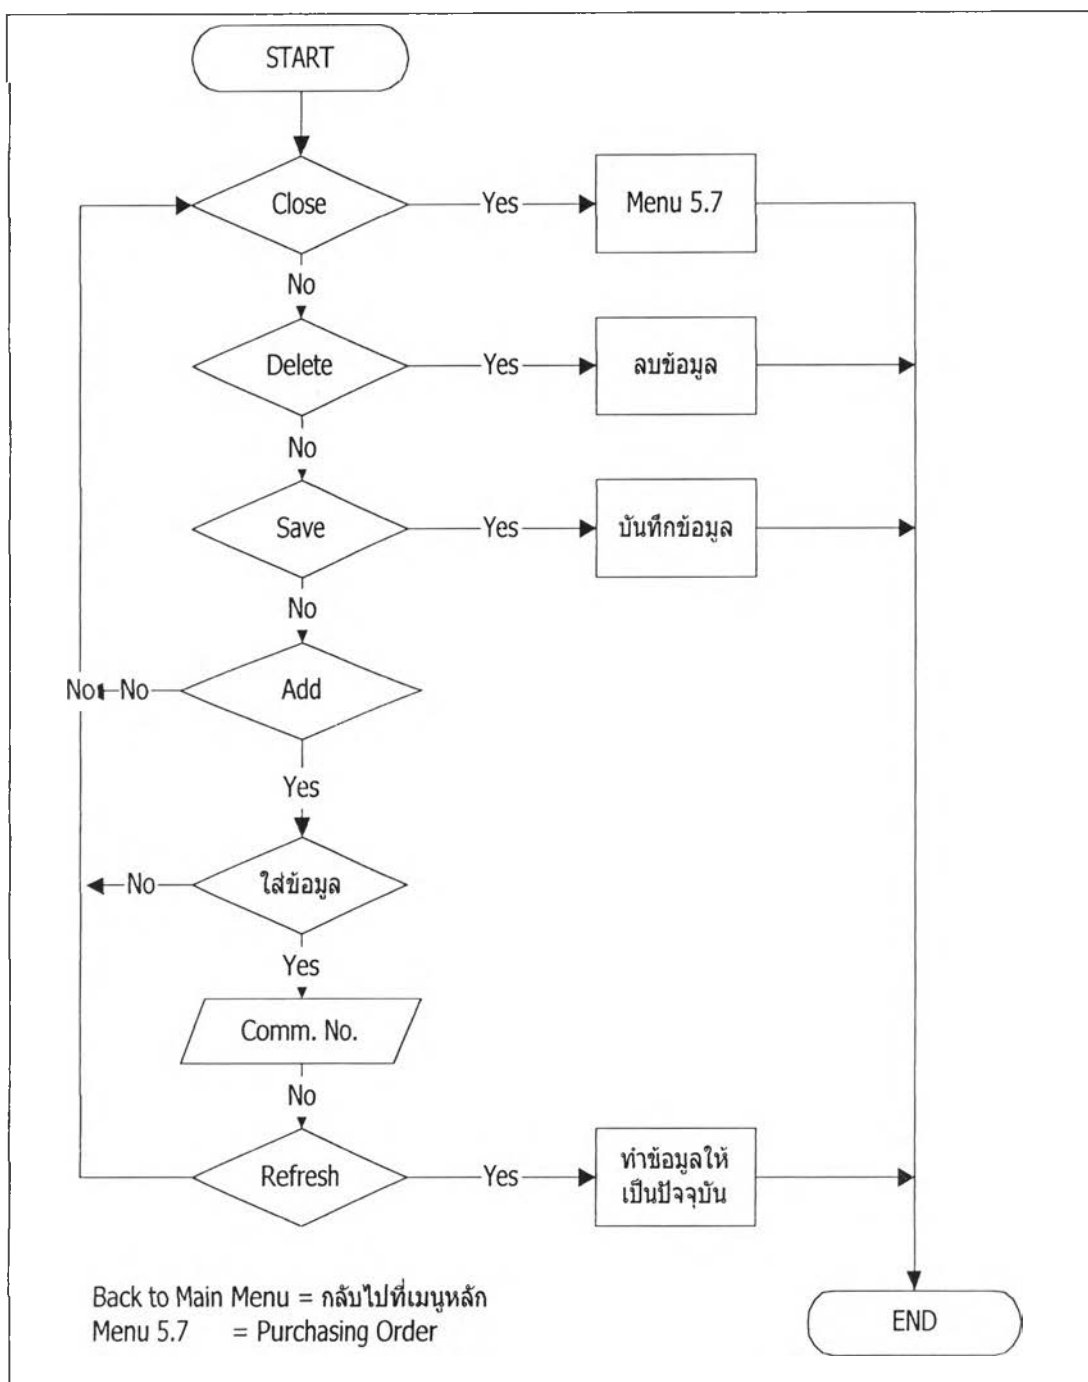 START
Close
Yes
Menu 5.7
No
Delete
Yes
ลบข้อมูล
No
Save
Yes
บันทึกข้อมูล
No
No
No
Add
Yes
No
ใส่ข้อมูล
Yes
Comm. No.
No
Refresh
Yes
ทำข้อมูลให้
เป็นปัจจุบัน
Back to Main Menu = กลับไปที่เมนูหลัก
Menu 5.7 = Purchasing Order
END